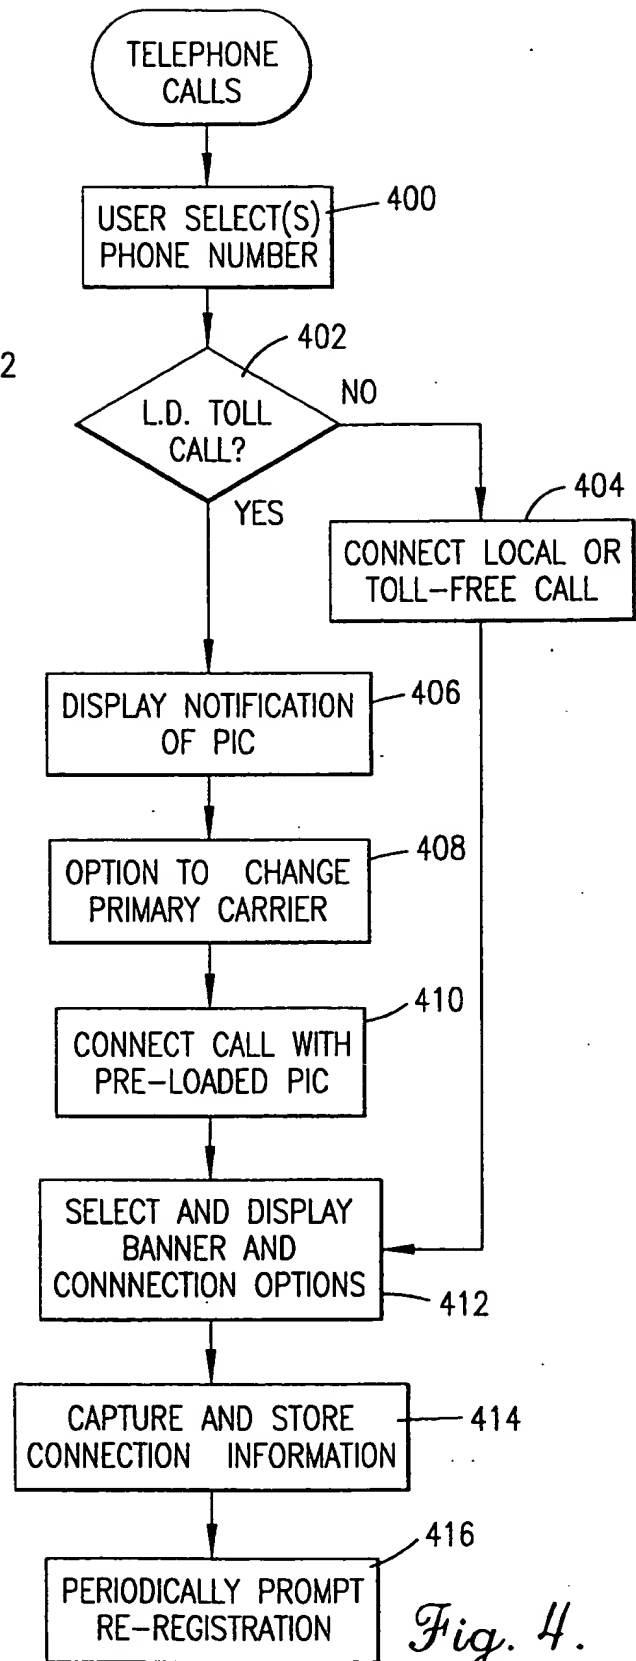 TELEPHONE
CALLS
USER SELECT(S)
PHONE NUMBER
400
402
2
L.D. TOLL
CALL?
NO
YES
404
CONNECT LOCAL OR
TOLL-FREE CALL
DISPLAY NOTIFICATION
OF PIC
406
OPTION TO CHANGE
PRIMARY CARRIER
408
410
CONNECT CALL WITH
PRE-LOADED PIC
SELECT AND DISPLAY
BANNER AND
CONNNECTION OPTIONS
412
CAPTURE AND STORE
CONNECTION INFORMATION
414
416
PERIODICALLY PROMPT
RE-REGISTRATION
Fig. 4.